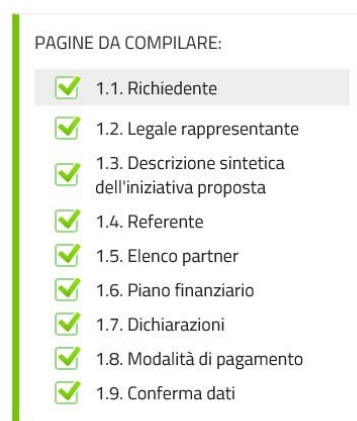 PAGINE DA COMPILARE:
1.1. Richiedente
1.2. Legale rappresentante
1.3. Descrizione sintetica
dell'iniziativa proposta
1.4. Referente
1.5. Elenco partner
1.6. Piano finanziario
1.7. Dichiarazioni
1.8. Modalità di pagamento
1.9. Conferma dati